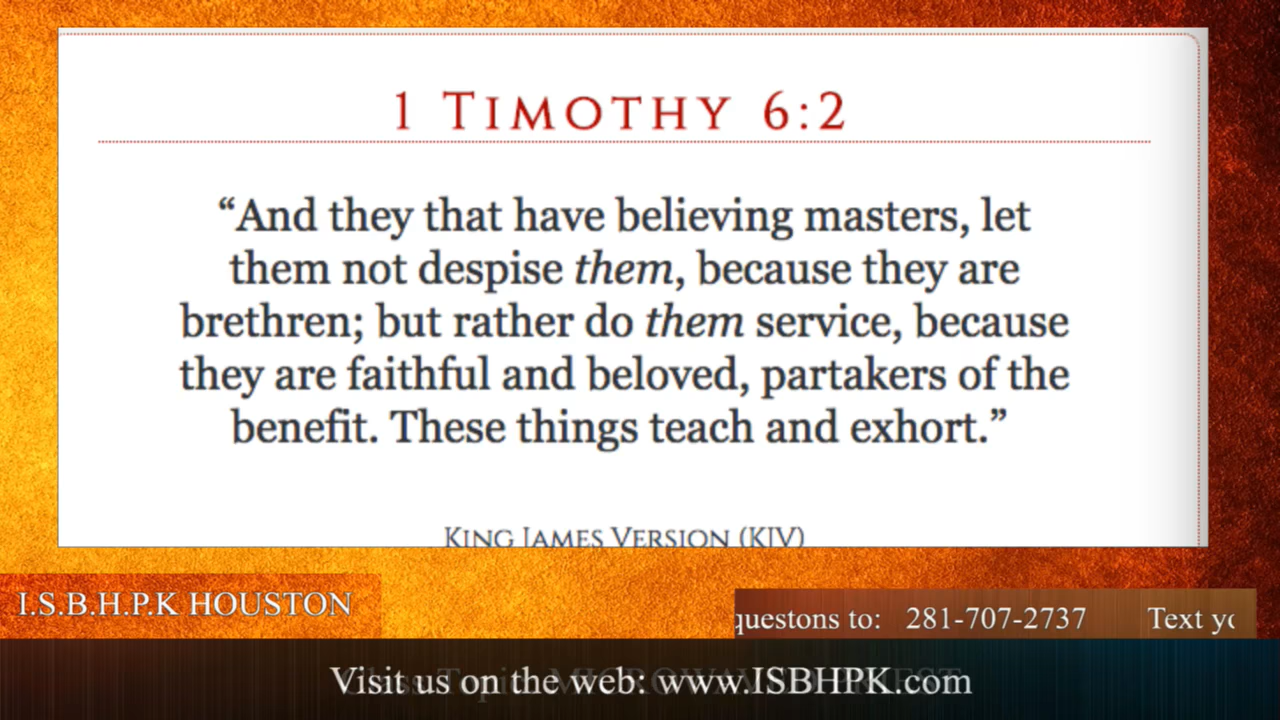 1 TIMOTHY 6:2
“And they that have believing masters, let
them not despise them, because they are
brethren; but rather do them service, because
they are faithful and beloved, partakers of the
benefit. These things teach and exhort.”
KING JAMES VERSION (KJV)
I.S.B.H.P.K HOUSTON
questons to: 281-707-2737 Text yo
Visit us on the web: www.ISBHPK.com